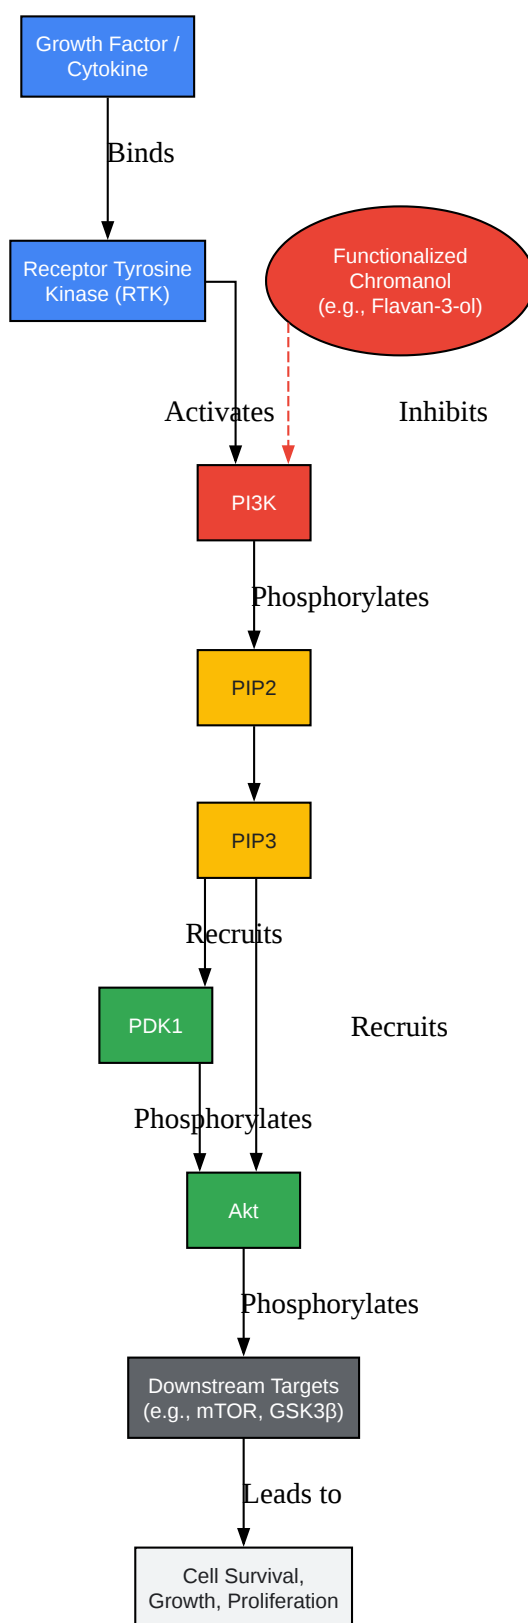 Growth Factor /
Cytokine
Binds
Receptor Tyrosine
Kinase (RTK)
Functionalized
Chromanol
(e.g., Flavan-3-ol)
Activates
Inhibits
PI3K
Phosphorylates
PIP2
PIP3
Recruits
PDK1
Recruits
Phosphorylates
Akt
Phosphorylates
Downstream Targets
(e.g., mTOR, GSK3β)
Leads to
Cell Survival,
Growth, Proliferation